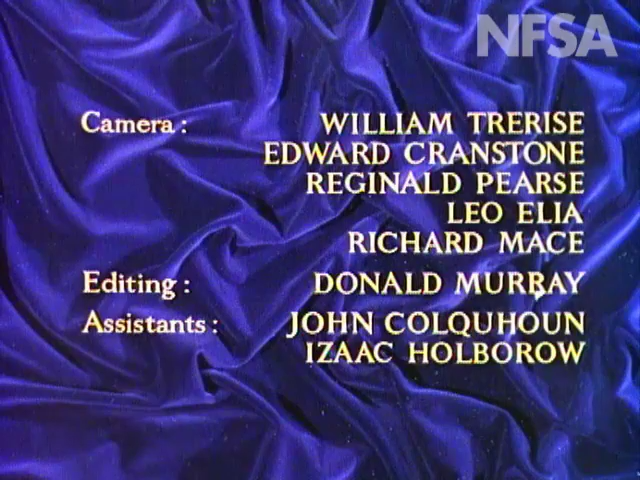 NFSA
Camera: WILLIAM TRERISE
EDWARD CRANSTONE
REGINALD PEARSE
LEO ELIA
RICHARD MACE
Editing: DONALD MURRAY
Assistants: JOHN COLQUHOUN
IZAAC HOLBOROW